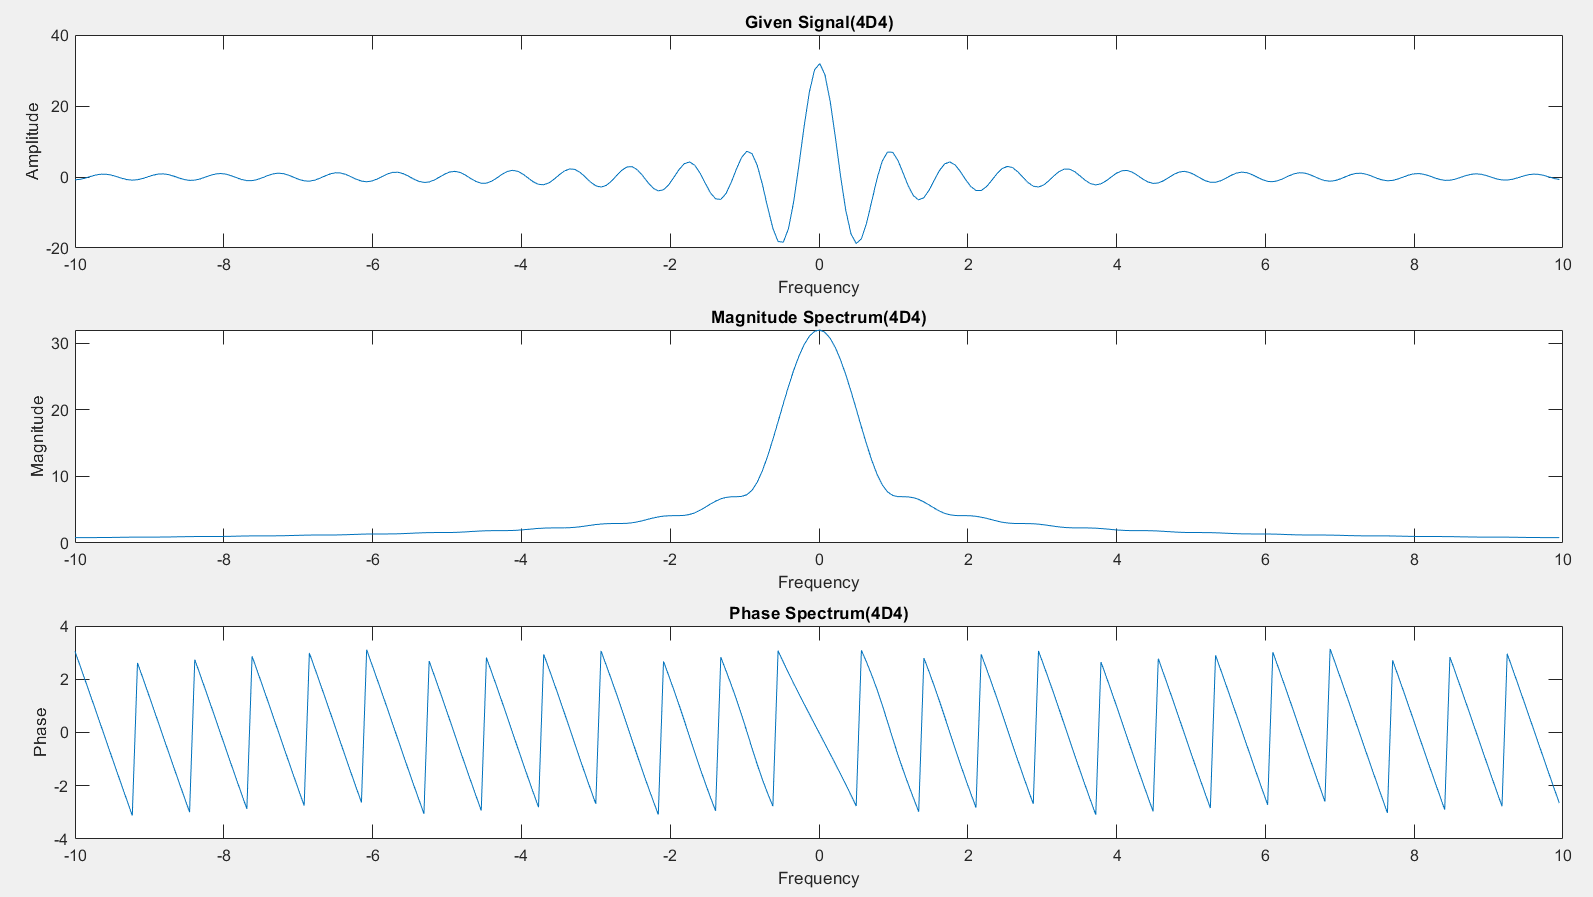 Given Signal(4D4)
40
20
0
-20
Amplitude
-10 -8 -6 -4 -2 0 2 4 6 8 10
Frequency
Magnitude Spectrum(4D4)
30
20
10
0
Magnitude
-10 -8 -6 -4 -2 0 2 4 6 8 10
Frequency
Phase Spectrum(4D4)
4
2
0
-2
-4
Phase
-10 -8 -6 -4 -2 0 2 4 6 8 10
Frequency